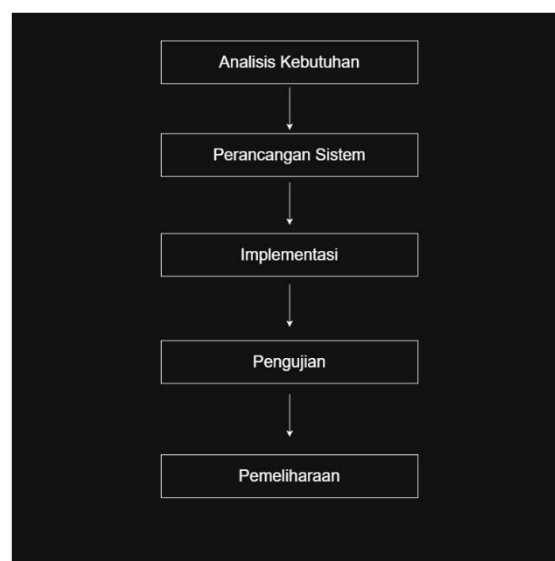 Analisis Kebutuhan
Perancangan Sistem
Implementasi
Pengujian
Pemeliharaan